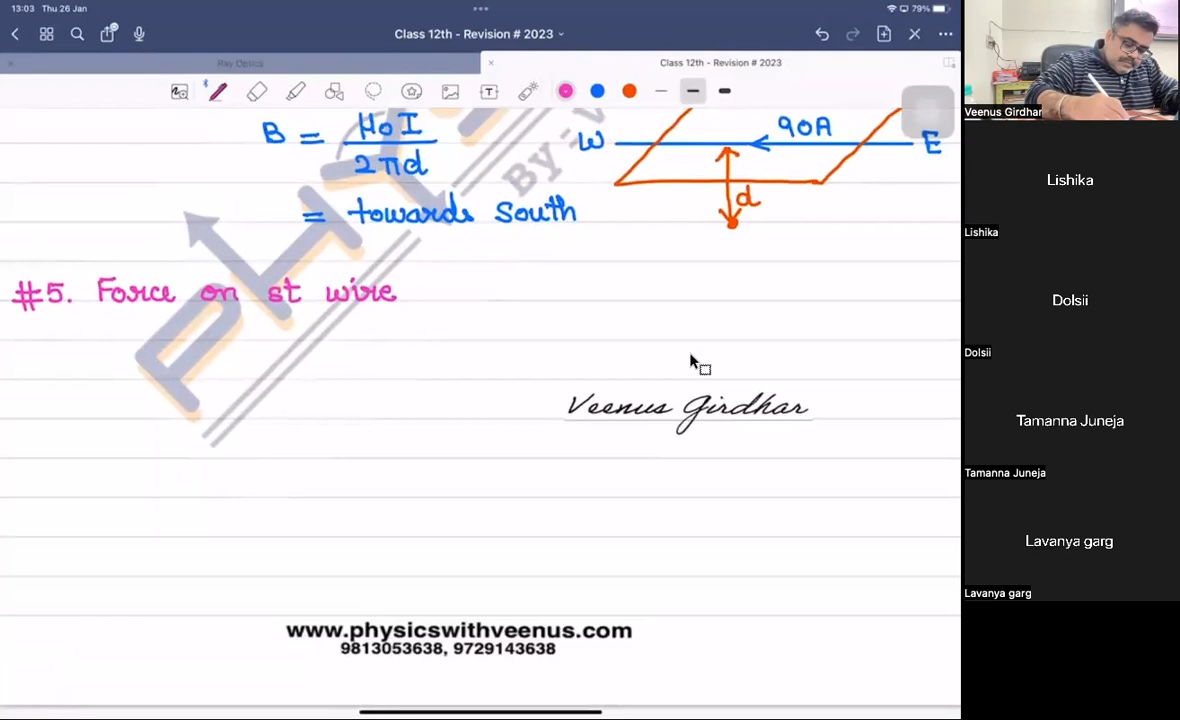 13:03 Thu 26 Jan
79%
Class 12th - Revision # 2023
Ray Optics
Class 12th - Revision # 2023
B = μ₀I / 2πd
W 90A E
d
= towards South
#5. Force on st wire
PHY
By :- V
Veenus Girdhar
www.physicswithveenus.com
9813053638, 9729143638
Veenus Girdhar
Lishika
Lishika
Dolsii
Dolsii
Tamanna Juneja
Tamanna Juneja
Lavanya garg
Lavanya garg